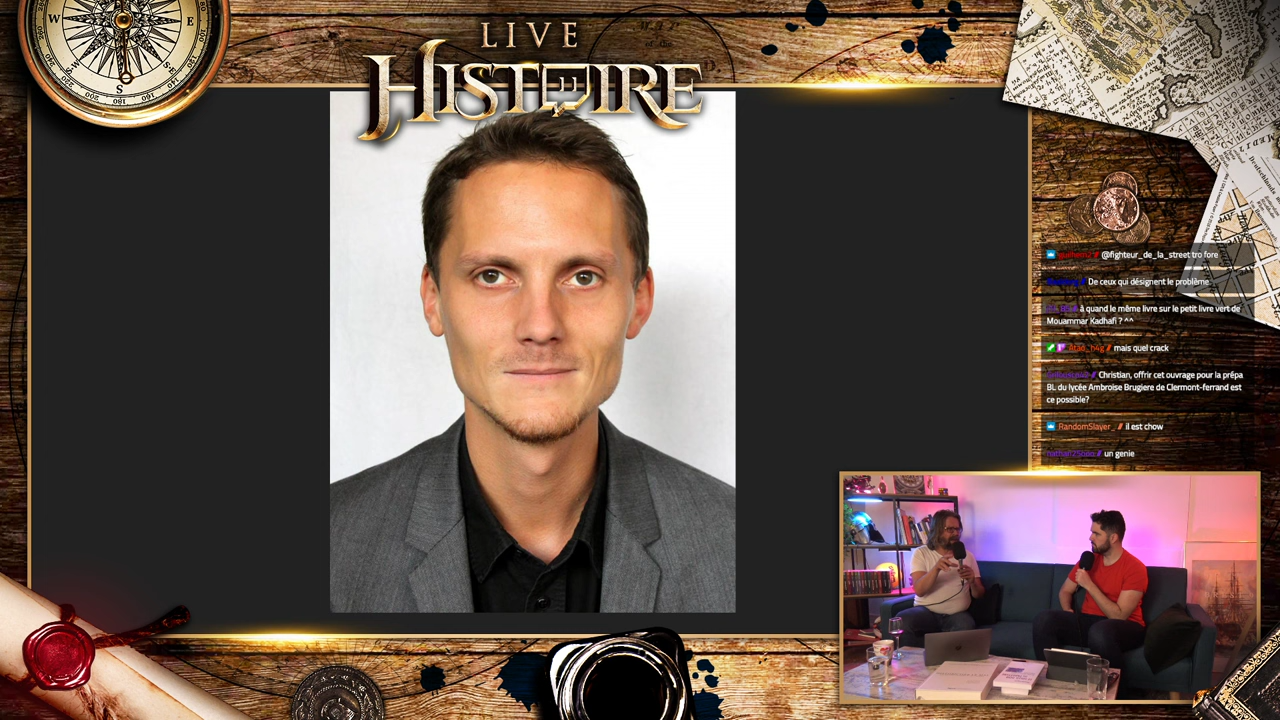 LIVE
HISTOIRE
W
E
S
@fighteur_de_la_street tro fore
De ceux qui désignent le problème.
à quand le même livre sur le petit livre vert de
Mouammar Kadhafi ? ^^
mais quel crack
Christian, offrir cet ouvrage pour la prépa
BL du lycée Ambroise Brugiere de Clermont-ferrand est
ce possible?
RandomSlayer_ // il est chow
un genie